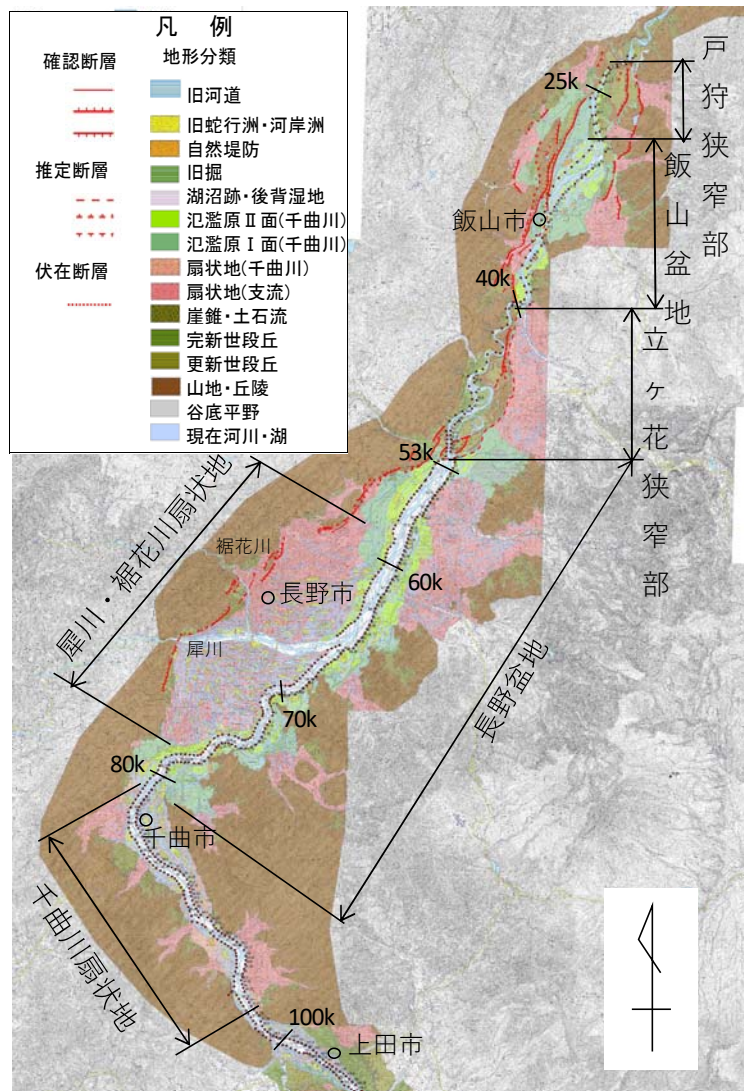 凡 例
確認断層
推定断層
伏在断層
地形分類
旧河道
旧蛇行洲・河岸洲
自然堤防
旧掘
湖沼跡・後背湿地
氾濫原Ⅱ面(千曲川)
氾濫原Ⅰ面(千曲川)
扇状地(千曲川)
扇状地(支流)
崖錐・土石流
完新世段丘
更新世段丘
山地・丘陵
谷底平野
現在河川・湖
戸狩狭窄部
25k
飯山盆地
飯山市
40k
立ヶ花狭窄部
53k
犀川・裾花川扇状地
裾花川
60k
長野市
犀川
長野盆地
70k
80k
千曲市
千曲川扇状地
100k
上田市